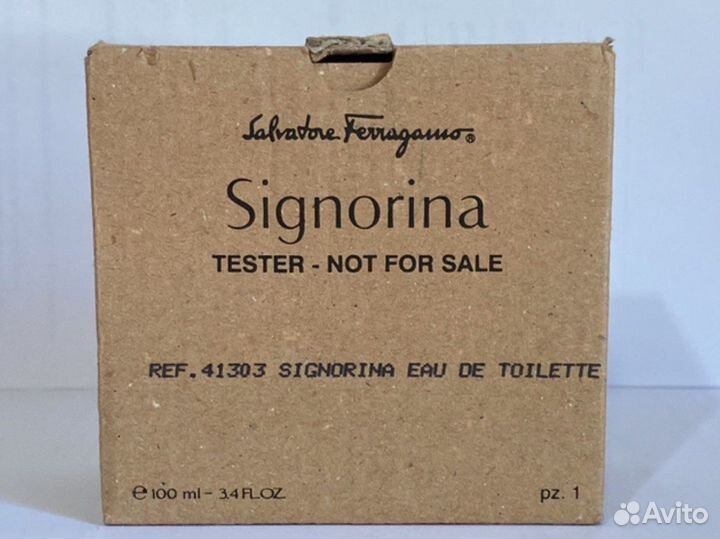 Salvatore Ferragamo®
Signorina
TESTER - NOT FOR SALE
REF.41303 SIGNORINA EAU DE TOILETTE
℮ 100 ml - 3.4 FL.OZ.
pz. 1
Avito